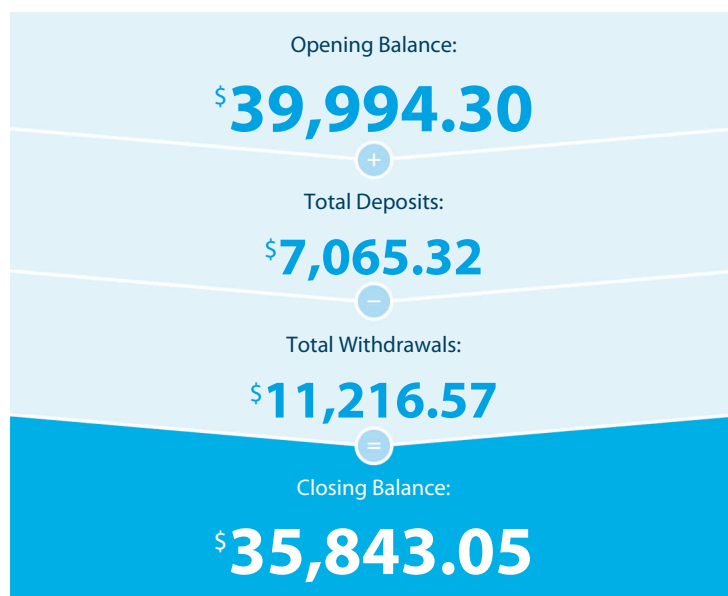 Opening Balance:
$39,994.30
+
Total Deposits:
$7,065.32
−
Total Withdrawals:
$11,216.57
=
Closing Balance:
$35,843.05